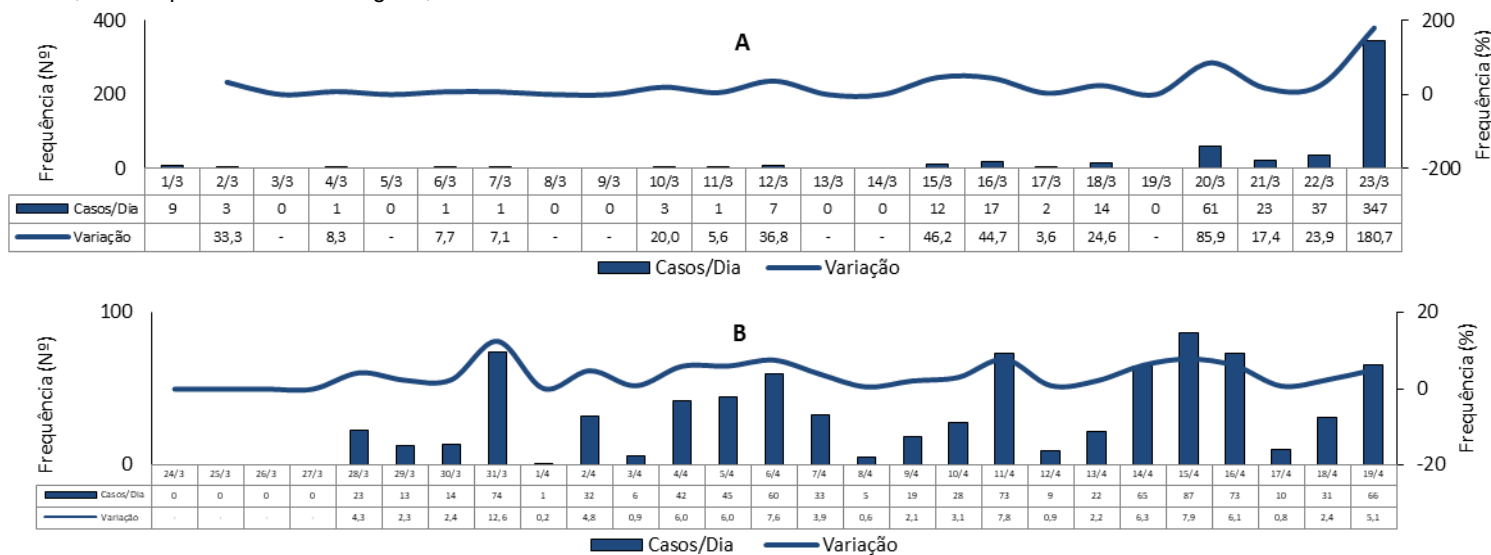 400 A 200
Frequência (Nº) Frequência (%)
200 0
0 -200
1/3 2/3 3/3 4/3 5/3 6/3 7/3 8/3 9/3 10/3 11/3 12/3 13/3 14/3 15/3 16/3 17/3 18/3 19/3 20/3 21/3 22/3 23/3
Casos/Dia 9 3 0 1 0 1 1 0 0 3 1 7 0 0 12 17 2 14 0 61 23 37 347
Variação 33,3 - 8,3 - 7,7 7,1 - - 20,0 5,6 36,8 - - 46,2 44,7 3,6 24,6 - 85,9 17,4 23,9 180,7
Casos/Dia Variação
100 B 20
Frequência (Nº) Frequência (%)
0
0 -20
24/3 25/3 26/3 27/3 28/3 29/3 30/3 31/3 1/4 2/4 3/4 4/4 5/4 6/4 7/4 8/4 9/4 10/4 11/4 12/4 13/4 14/4 15/4 16/4 17/4 18/4 19/4
Casos/Dia 0 0 0 0 23 13 14 74 1 32 6 42 45 60 33 5 19 28 73 9 22 65 87 73 10 31 66
Variação - - - - 4,3 2,3 2,4 12,6 0,2 4,8 0,9 6,0 6,0 7,6 3,9 0,6 2,1 3,1 7,8 0,9 2,2 6,3 7,9 6,1 0,8 2,4 5,1
Casos/Dia Variação